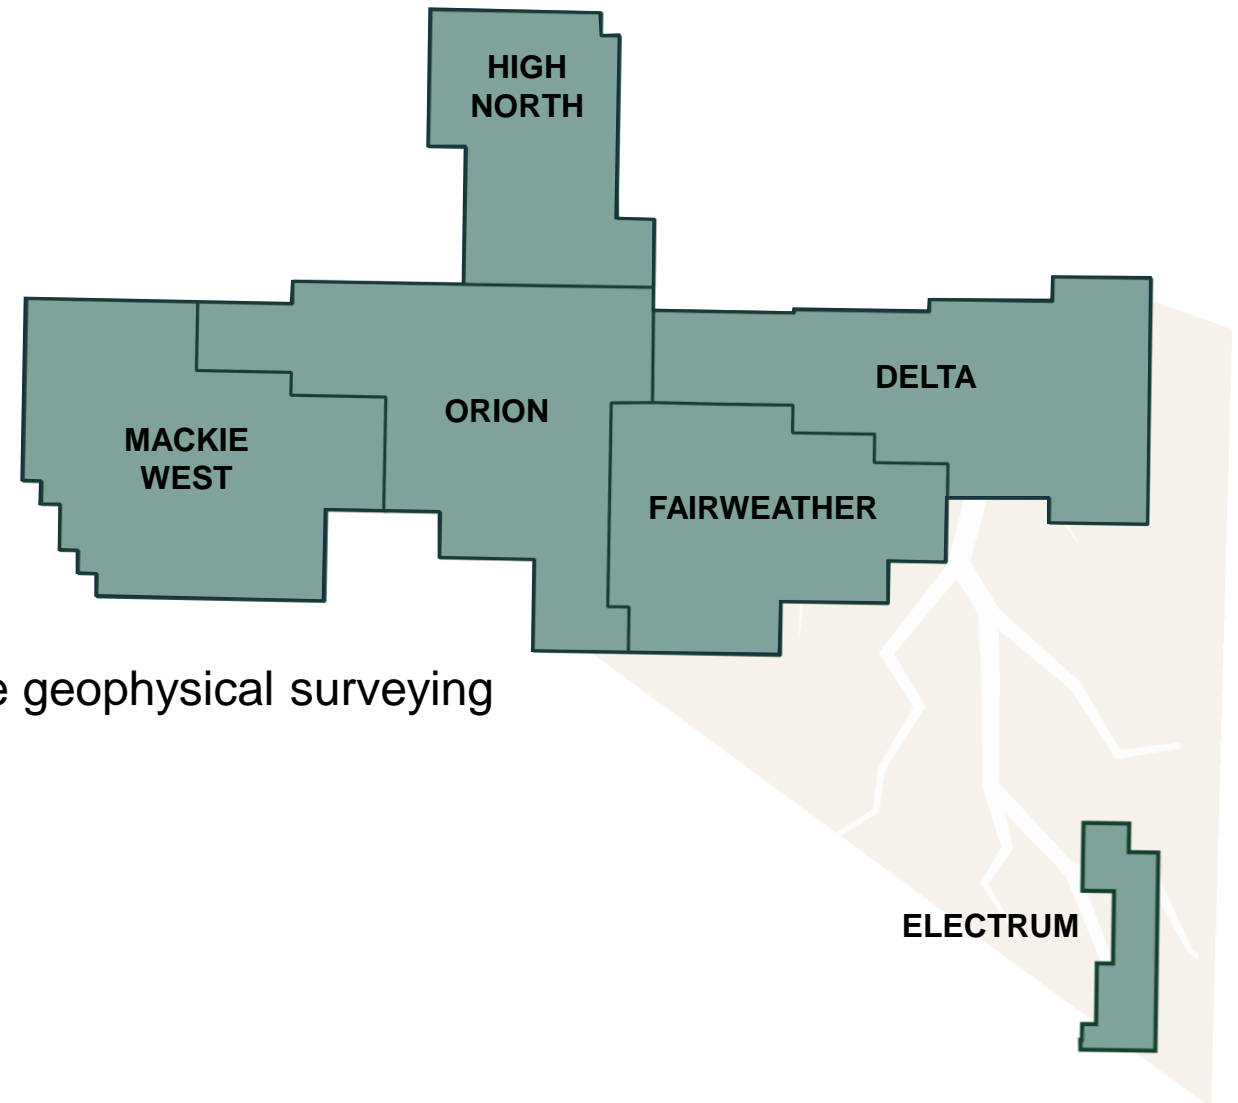 HIGH
NORTH
DELTA
ORION
MACKIE
WEST
FAIRWEATHER
geophysical surveying
ELECTRUM